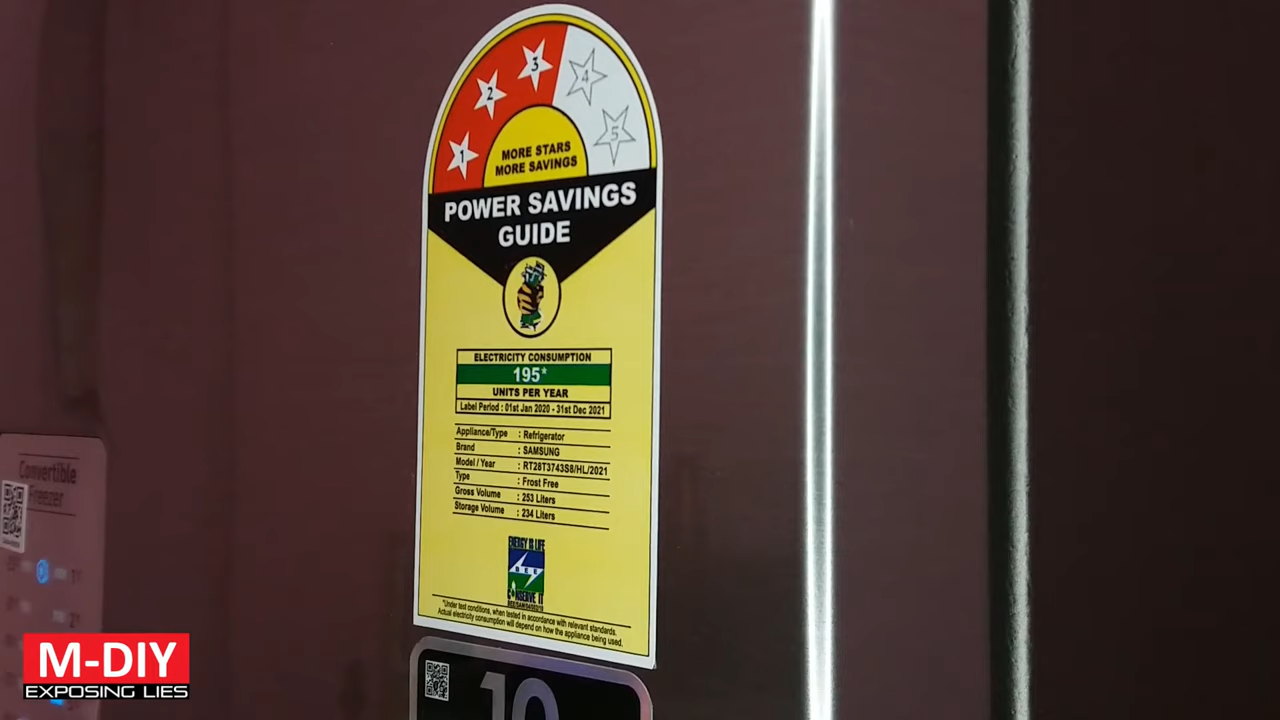 1 2 3 4 5
MORE STARS
MORE SAVINGS
POWER SAVINGS
GUIDE
ELECTRICITY CONSUMPTION
195*
UNITS PER YEAR
Label Period : 01st Jan 2020 - 31st Dec 2021
Appliance/Type : Refrigerator
Brand : SAMSUNG
Model / Year : RT28T3743S8/HL/2021
Type : Frost Free
Gross Volume : 253 Liters
Storage Volume : 234 Liters
ENERGY IS LIFE
BEE
CONSERVE IT
*Under test conditions, when tested in accordance with relevant standards.
Actual electricity consumption will depend on how the appliance being used.
Convertible
Freezer
10
M-DIY
EXPOSING LIES